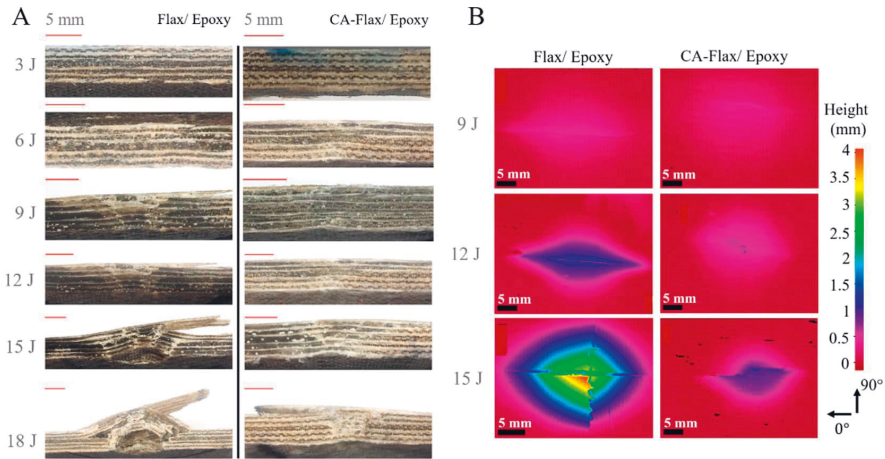 A
5 mm
Flax/ Epoxy
5 mm
CA-Flax/ Epoxy
3 J
6 J
9 J
12 J
15 J
18 J
B
Flax/ Epoxy
CA-Flax/ Epoxy
9 J
5 mm
5 mm
12 J
5 mm
5 mm
15 J
5 mm
5 mm
Height
(mm)
4
3.5
3
2.5
2
1.5
1
0.5
0
90°
0°